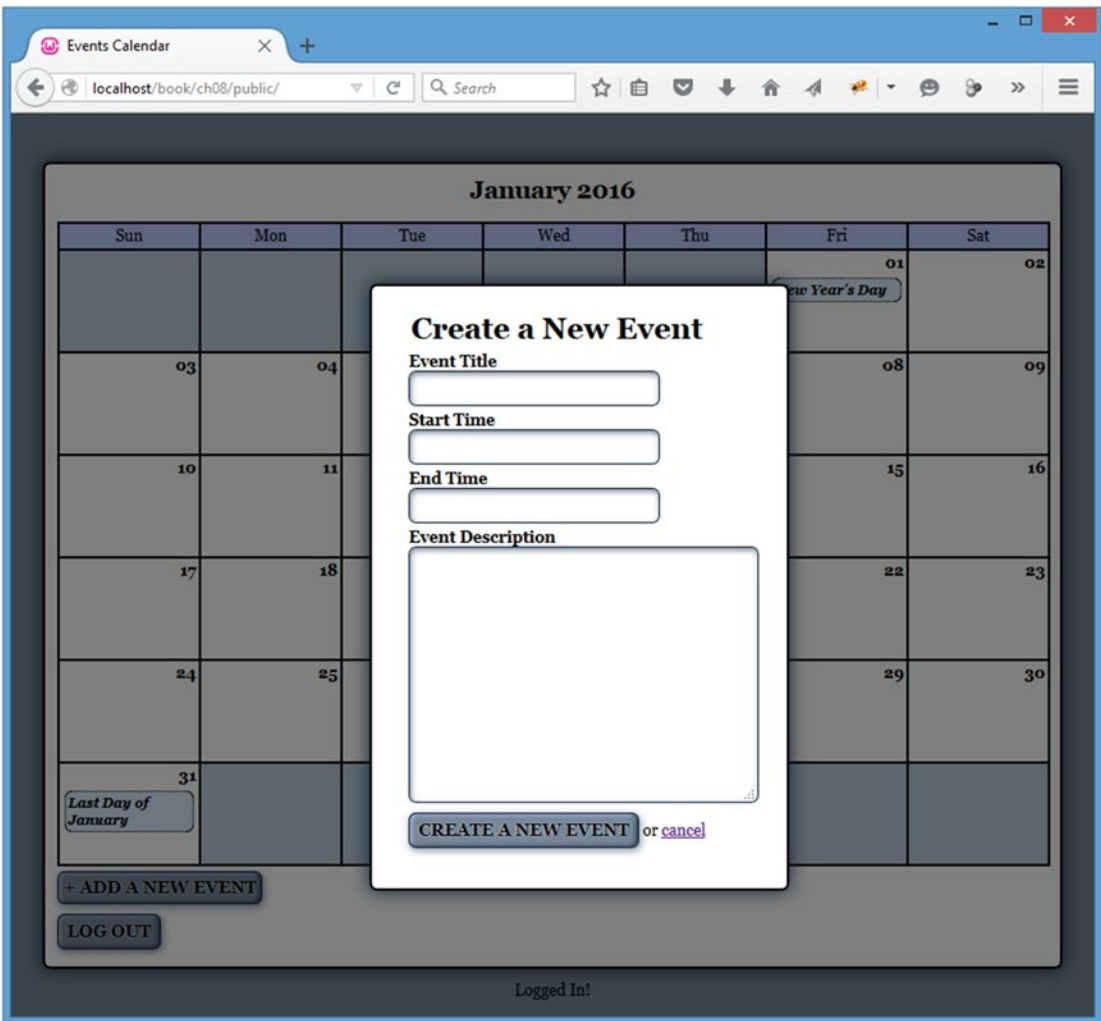 Events Calendar
localhost/book/ch08/public/
Search
January 2016
Sun Mon Tue Wed Thu Fri Sat
01 02
Year's Day
Create a New Event
Event Title
03 04 08 09
Start Time
10 11 15 16
End Time
Event Description
17 18 22 23
24 25 29 30
31
Last Day of
January
CREATE A NEW EVENT or cancel
+ ADD A NEW EVENT
LOG OUT
Logged In!